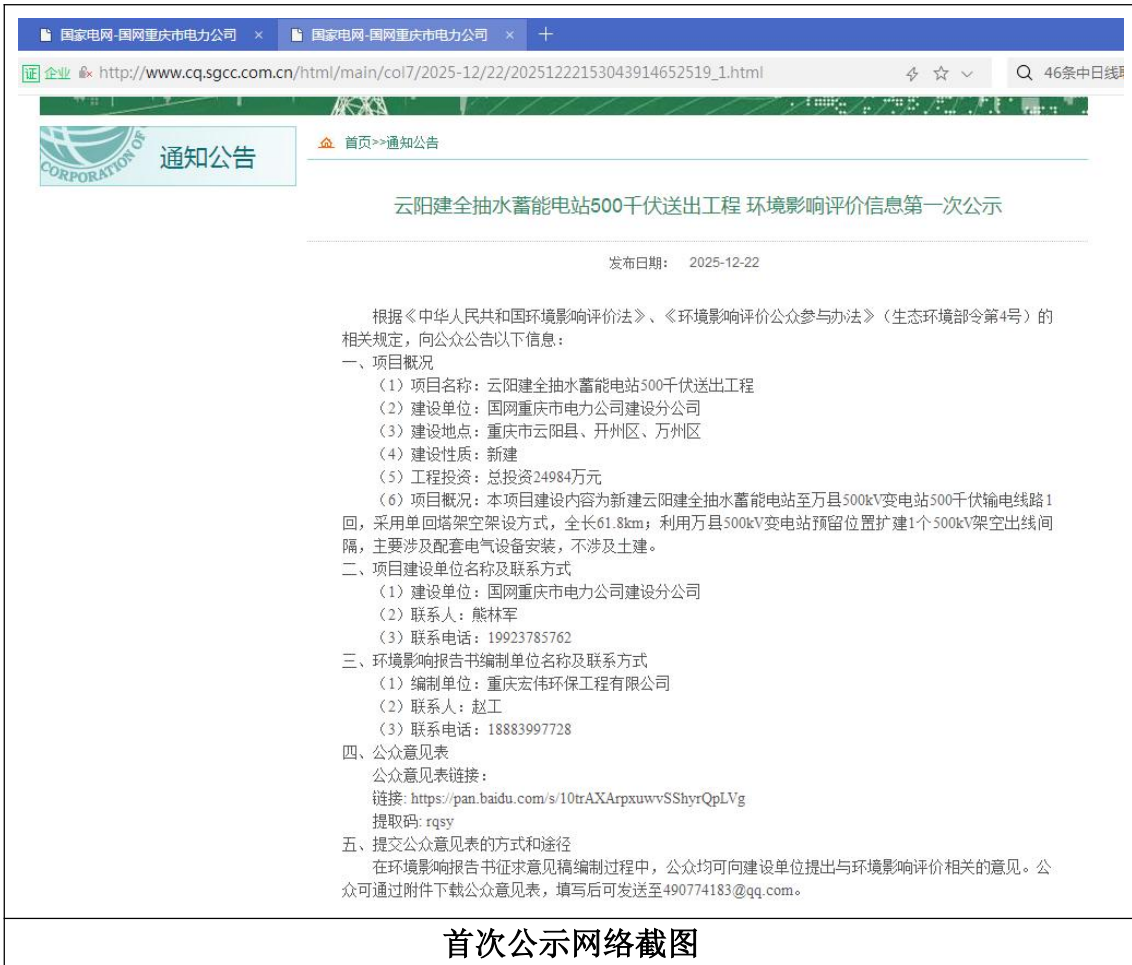 国家电网-国网重庆市电力公司 × 国家电网-国网重庆市电力公司 × +
证 企业 http://www.cq.sgcc.com.cn/html/main/col7/2025-12/22/20251222153043914652519_1.html 46条中日线
CORPORATION OF
通知公告
首页>>通知公告
云阳建全抽水蓄能电站500千伏送出工程 环境影响评价信息第一次公示
发布日期： 2025-12-22
根据《中华人民共和国环境影响评价法》、《环境影响评价公众参与办法》（生态环境部令第4号）的
相关规定，向公众公告以下信息：
一、项目概况
（1）项目名称：云阳建全抽水蓄能电站500千伏送出工程
（2）建设单位：国网重庆市电力公司建设分公司
（3）建设地点：重庆市云阳县、开州区、万州区
（4）建设性质：新建
（5）工程投资：总投资24984万元
（6）项目概况：本项目建设内容为新建云阳建全抽水蓄能电站至万县500kV变电站500千伏输电线路1
回，采用单回塔架空架设方式，全长61.8km；利用万县500kV变电站预留位置扩建1个500kV架空出线间
隔，主要涉及配套电气设备安装，不涉及土建。
二、项目建设单位名称及联系方式
（1）建设单位：国网重庆市电力公司建设分公司
（2）联系人：熊林军
（3）联系电话：19923785762
三、环境影响报告书编制单位名称及联系方式
（1）编制单位：重庆宏伟环保工程有限公司
（2）联系人：赵工
（3）联系电话：18883997728
四、公众意见表
公众意见表链接：
链接: https://pan.baidu.com/s/10trAXArpxuwvSShyrQpLVg
提取码: rqsy
五、提交公众意见表的方式和途径
在环境影响报告书征求意见稿编制过程中，公众均可向建设单位提出与环境影响评价相关的意见。公
众可通过附件下载公众意见表，填写后可发送至490774183@qq.com。
首次公示网络截图